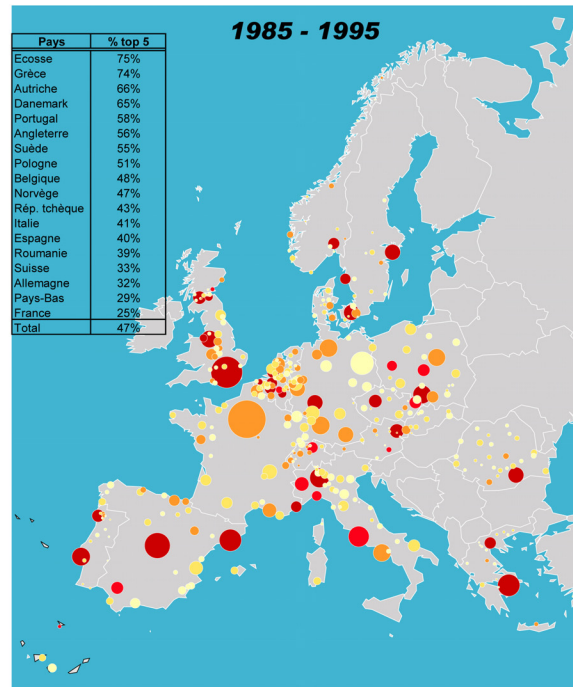 1985 - 1995
Pays % top 5
Ecosse 75%
Grèce 74%
Autriche 66%
Danemark 65%
Portugal 58%
Angleterre 56%
Suède 55%
Pologne 51%
Belgique 48%
Norvège 47%
Rép. tchèque 43%
Italie 41%
Espagne 40%
Roumanie 39%
Suisse 33%
Allemagne 32%
Pays-Bas 29%
France 25%
Total 47%